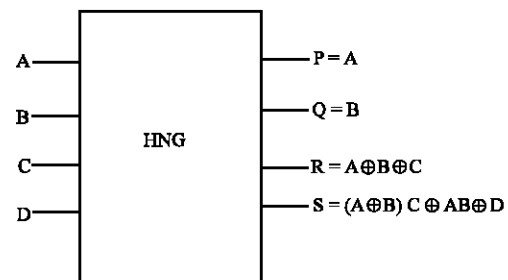 A
P = A
B
Q = B
HNG
C
R = A⊕B⊕C
D
S = (A⊕B) C ⊕ AB⊕D